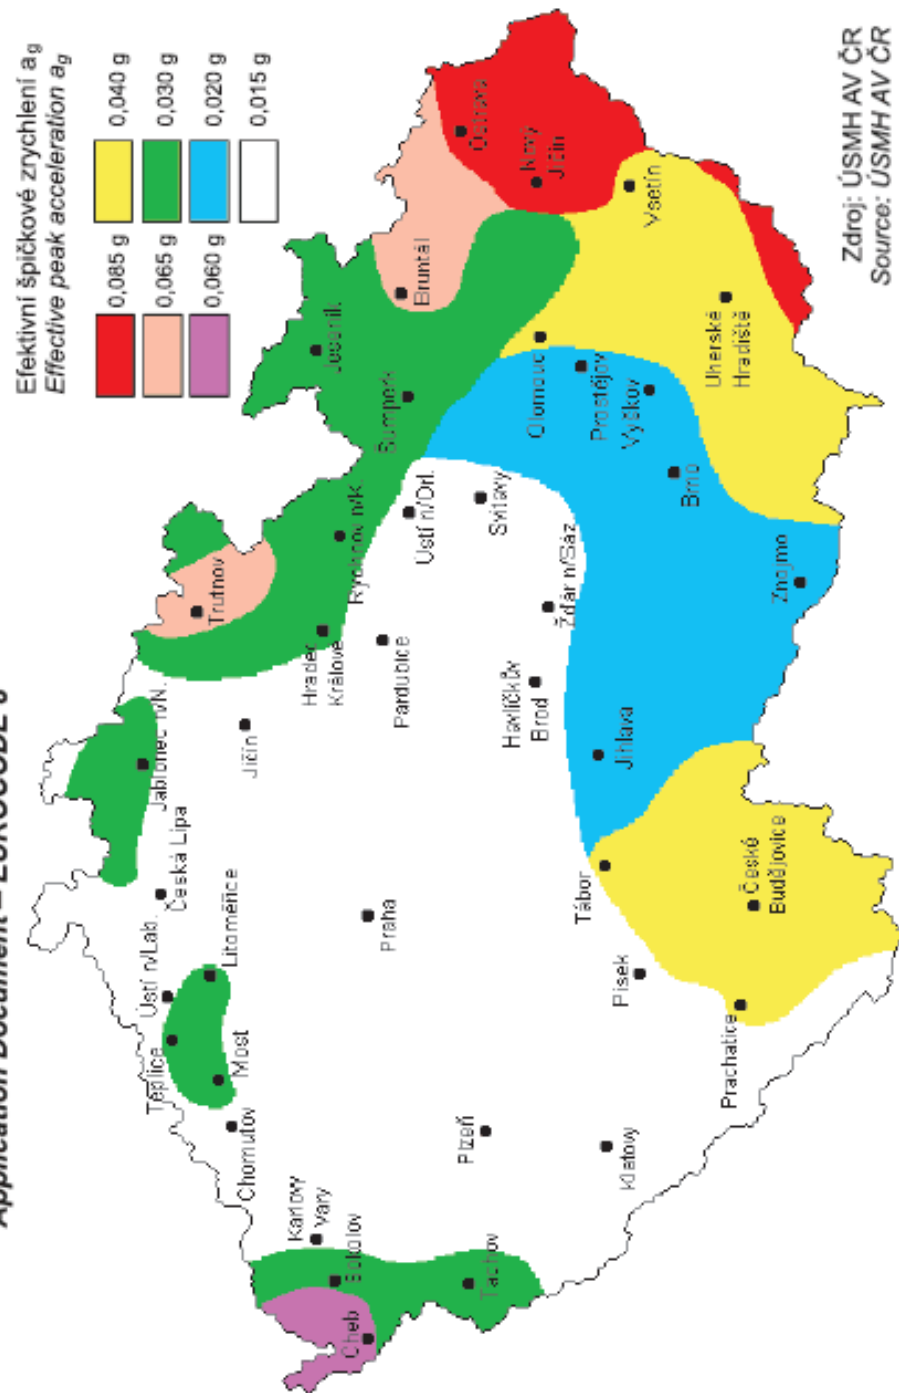 Efektivní špičkové zrychlení ag
Effective peak acceleration ag
0,085 g
0,040 g
0,065 g
0,030 g
0,060 g
0,020 g
0,015 g
Jablonec n/N.
Česká Lípa
Ústí n/Lab.
Teplice
Litoměřice
Most
Chomutov
Jičín
Trutnov
Hradec
Králové
Rychnov n/K
Jeseník
Šumperk
Bruntál
Ostrava
Nový
Jičín
Karlovy
Vary
Sokolov
Cheb
Tachov
Praha
Pardubice
Ústí n/Orl.
Svitavy
Plzeň
Havlíčkův
Brod
Žďár n/Sáz
Olomouc
Prostějov
Vyškov
Vsetín
Klatovy
Písek
Tábor
Jihlava
Brno
Uherské
Hradiště
Prachatice
České
Budějovice
Znojmo
Zdroj: ÚSMH AV ČR
Source: ÚSMH AV ČR